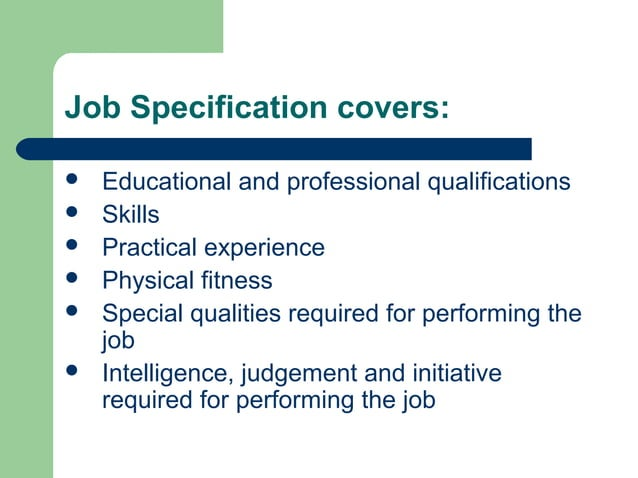 Job Specification covers:
Educational and professional qualifications
Skills
Practical experience
Physical fitness
Special qualities required for performing the
job
Intelligence, judgement and initiative
required for performing the job